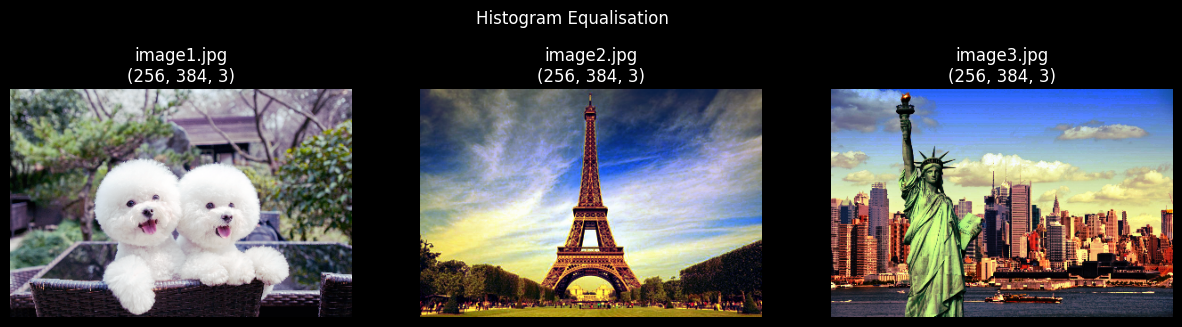 Histogram Equalisation
image1.jpg
(256, 384, 3)
image2.jpg
(256, 384, 3)
image3.jpg
(256, 384, 3)